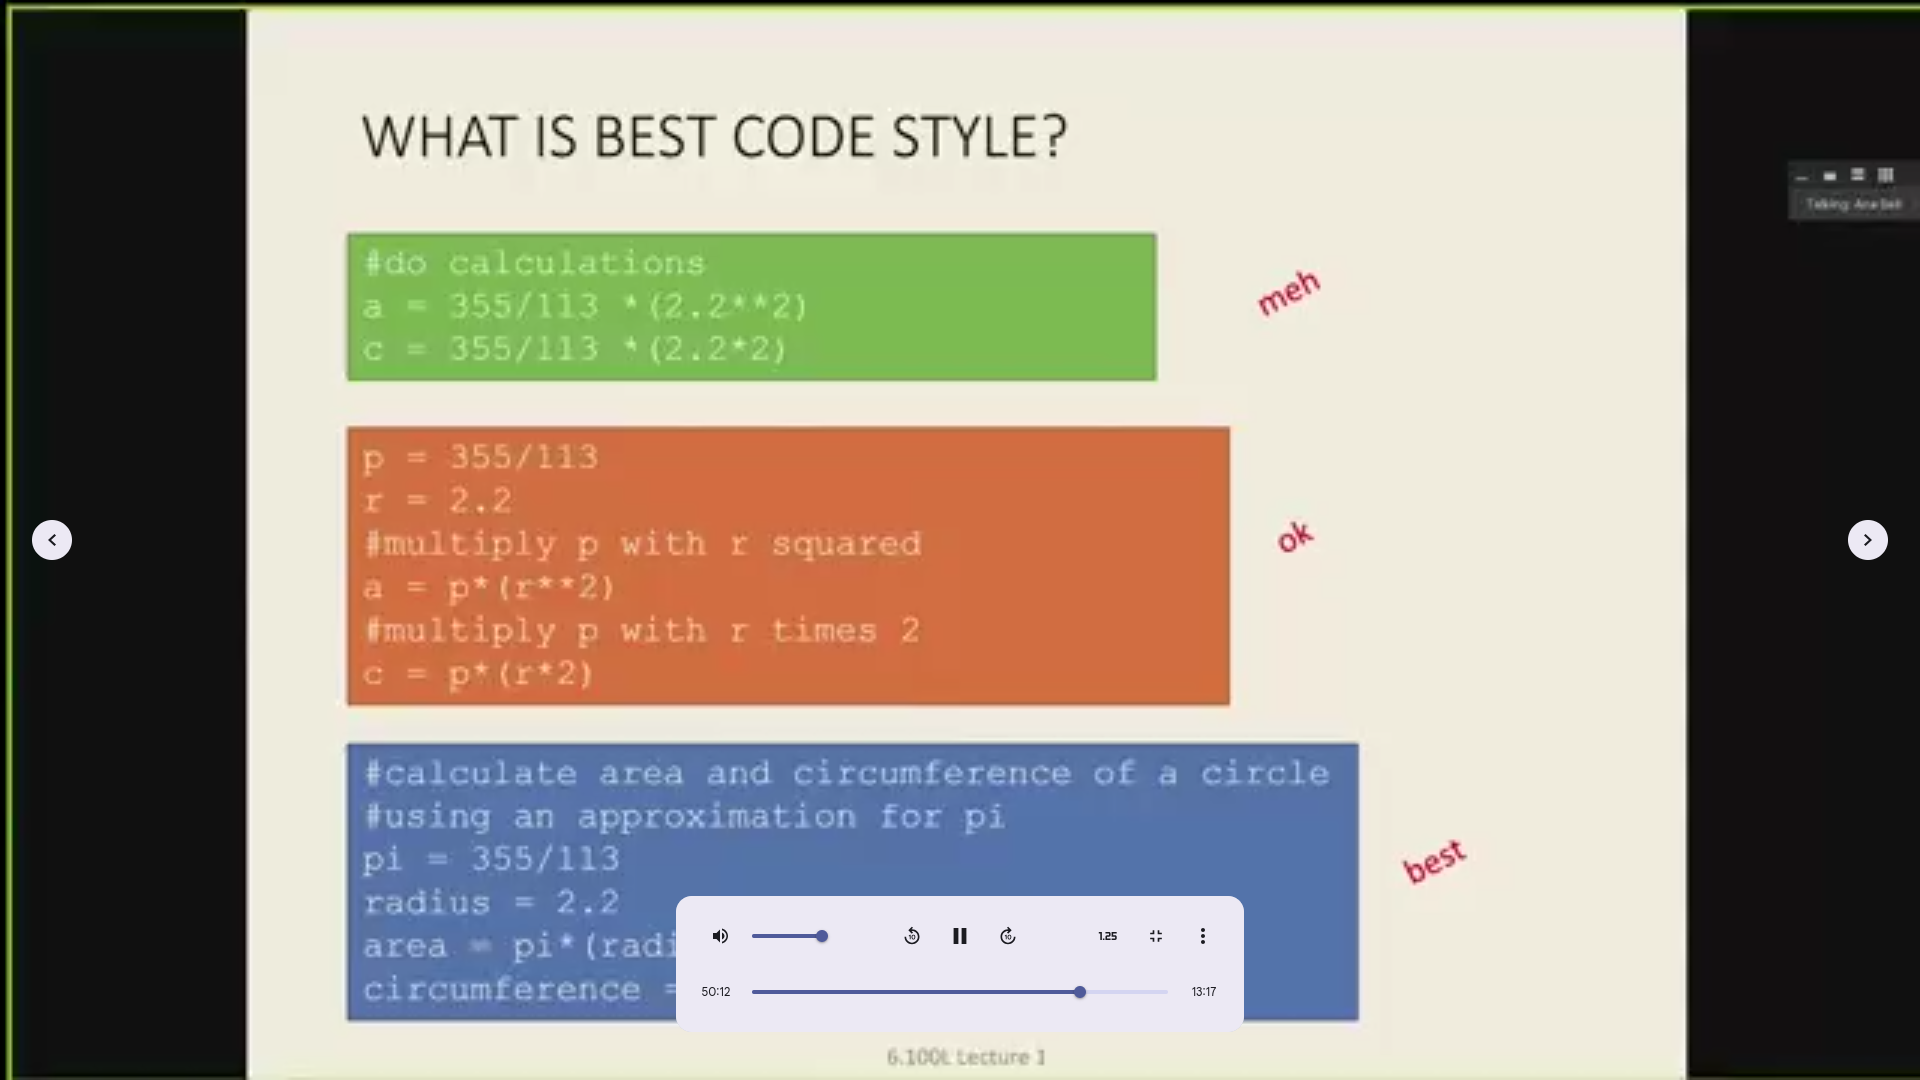 WHAT IS BEST CODE STYLE?
#do calculations
a = 355/113 *(2.2**2)
c = 355/113 *(2.2*2)
meh
p = 355/113
r = 2.2
#multiply p with r squared
a = p*(r**2)
#multiply p with r times 2
c = p*(r*2)
ok
#calculate area and circumference of a circle
#using an approximation for pi
pi = 355/113
radius = 2.2
area = pi*(radi
circumference =
best
Talking: Ana Bell
10
10
1.25
50:12
13:17
6.100L Lecture 1